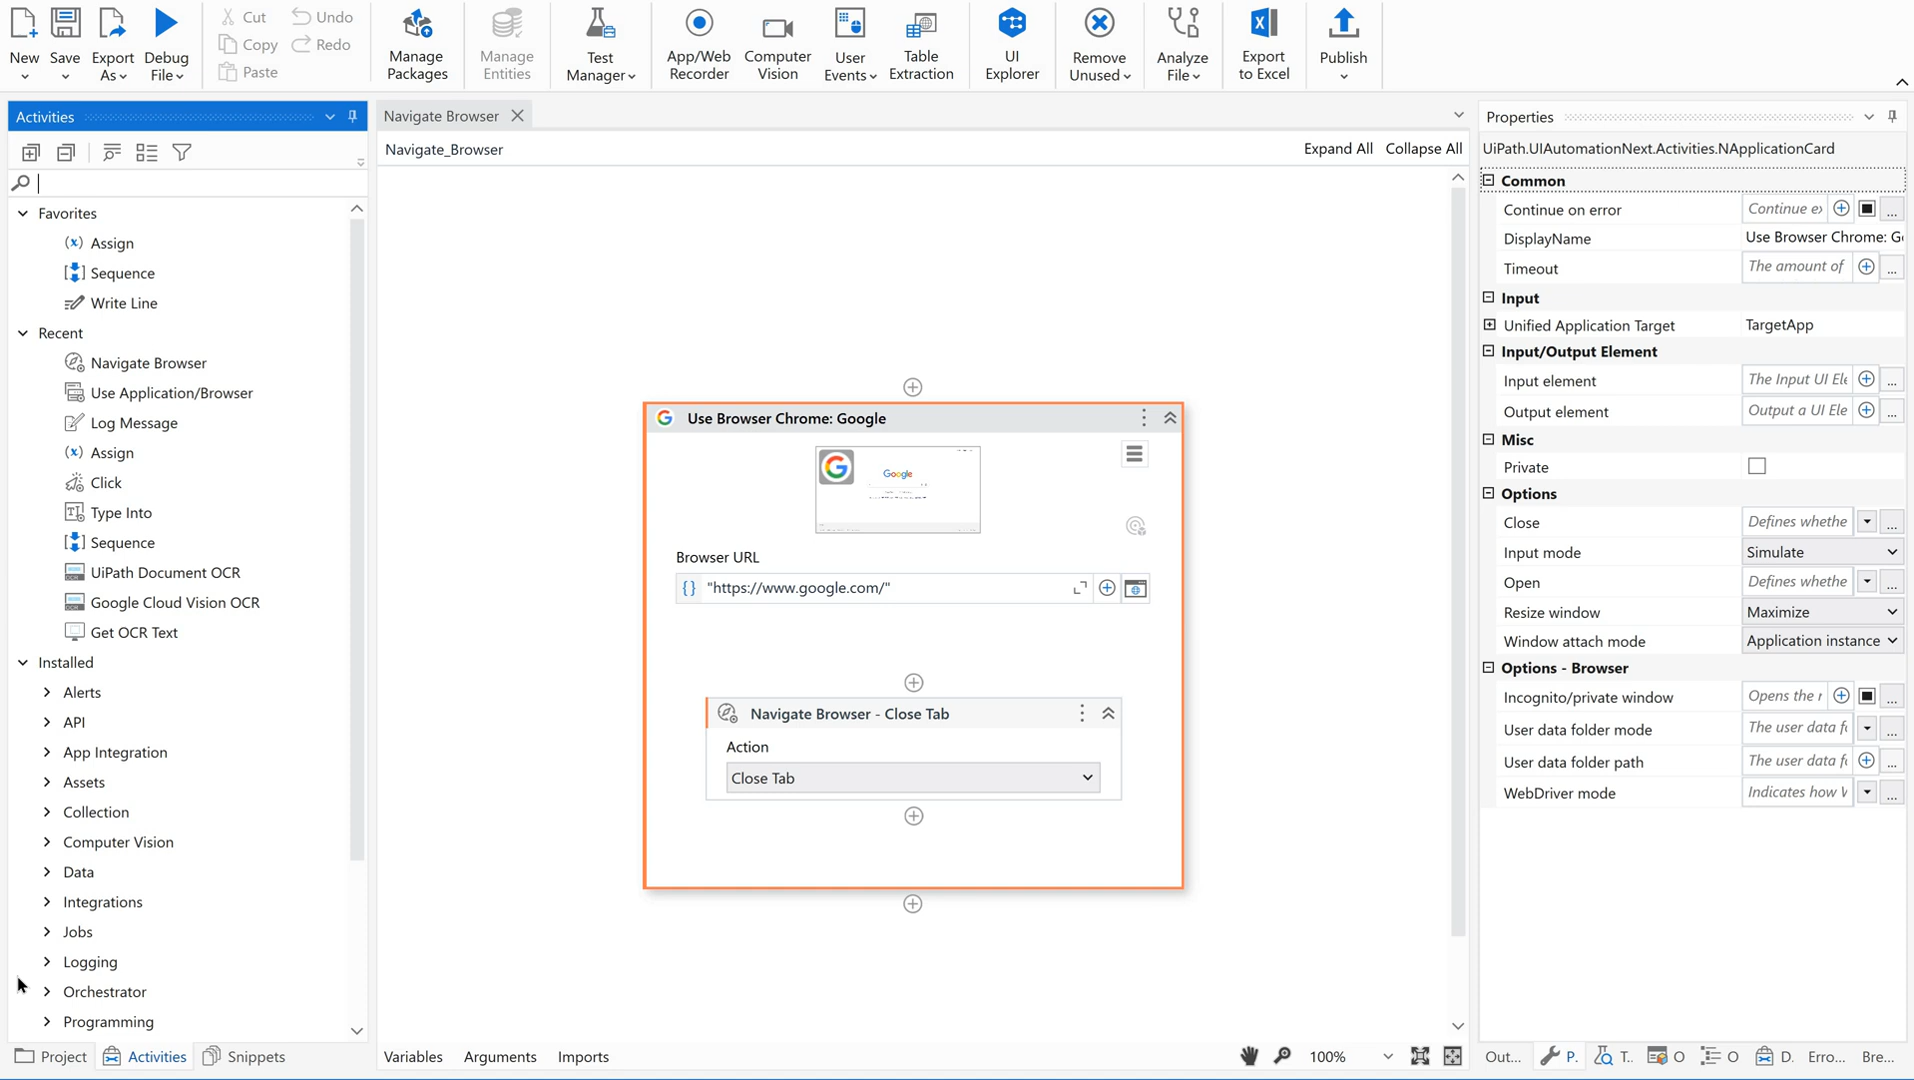 New
Save
Export
As
Debug
File
Cut
Copy
Paste
Undo
Redo
Manage
Packages
Manage
Entities
Test
Manager
App/Web
Recorder
Computer
Vision
User
Events
Table
Extraction
UI
Explorer
Remove
Unused
Analyze
File
Export
to Excel
Publish
Activities
Favorites
Assign
Sequence
Write Line
Recent
Navigate Browser
Use Application/Browser
Log Message
Assign
Click
Type Into
Sequence
UiPath Document OCR
Google Cloud Vision OCR
Get OCR Text
Installed
Alerts
API
App Integration
Assets
Collection
Computer Vision
Data
Integrations
Jobs
Logging
Orchestrator
Programming
Project
Activities
Snippets
Navigate Browser
Navigate_Browser
Expand All
Collapse All
Use Browser Chrome: Google
Google
Browser URL
"https://www.google.com/"
Navigate Browser - Close Tab
Action
Close Tab
Variables
Arguments
Imports
100%
Properties
UiPath.UIAutomationNext.Activities.NApplicationCard
Common
Continue on error Continue ex ...
DisplayName Use Browser Chrome: Go
Timeout The amount of ...
Input
Unified Application Target TargetApp
Input/Output Element
Input element The Input UI Ele ...
Output element Output a UI Ele ...
Misc
Private
Options
Close Defines whethe ...
Input mode Simulate
Open Defines whethe ...
Resize window Maximize
Window attach mode Application instance
Options - Browser
Incognito/private window Opens the r ...
User data folder mode The user data fo ...
User data folder path The user data fo ...
WebDriver mode Indicates how V ...
Out...
P.
T..
O
O
D.
Erro...
Bre...